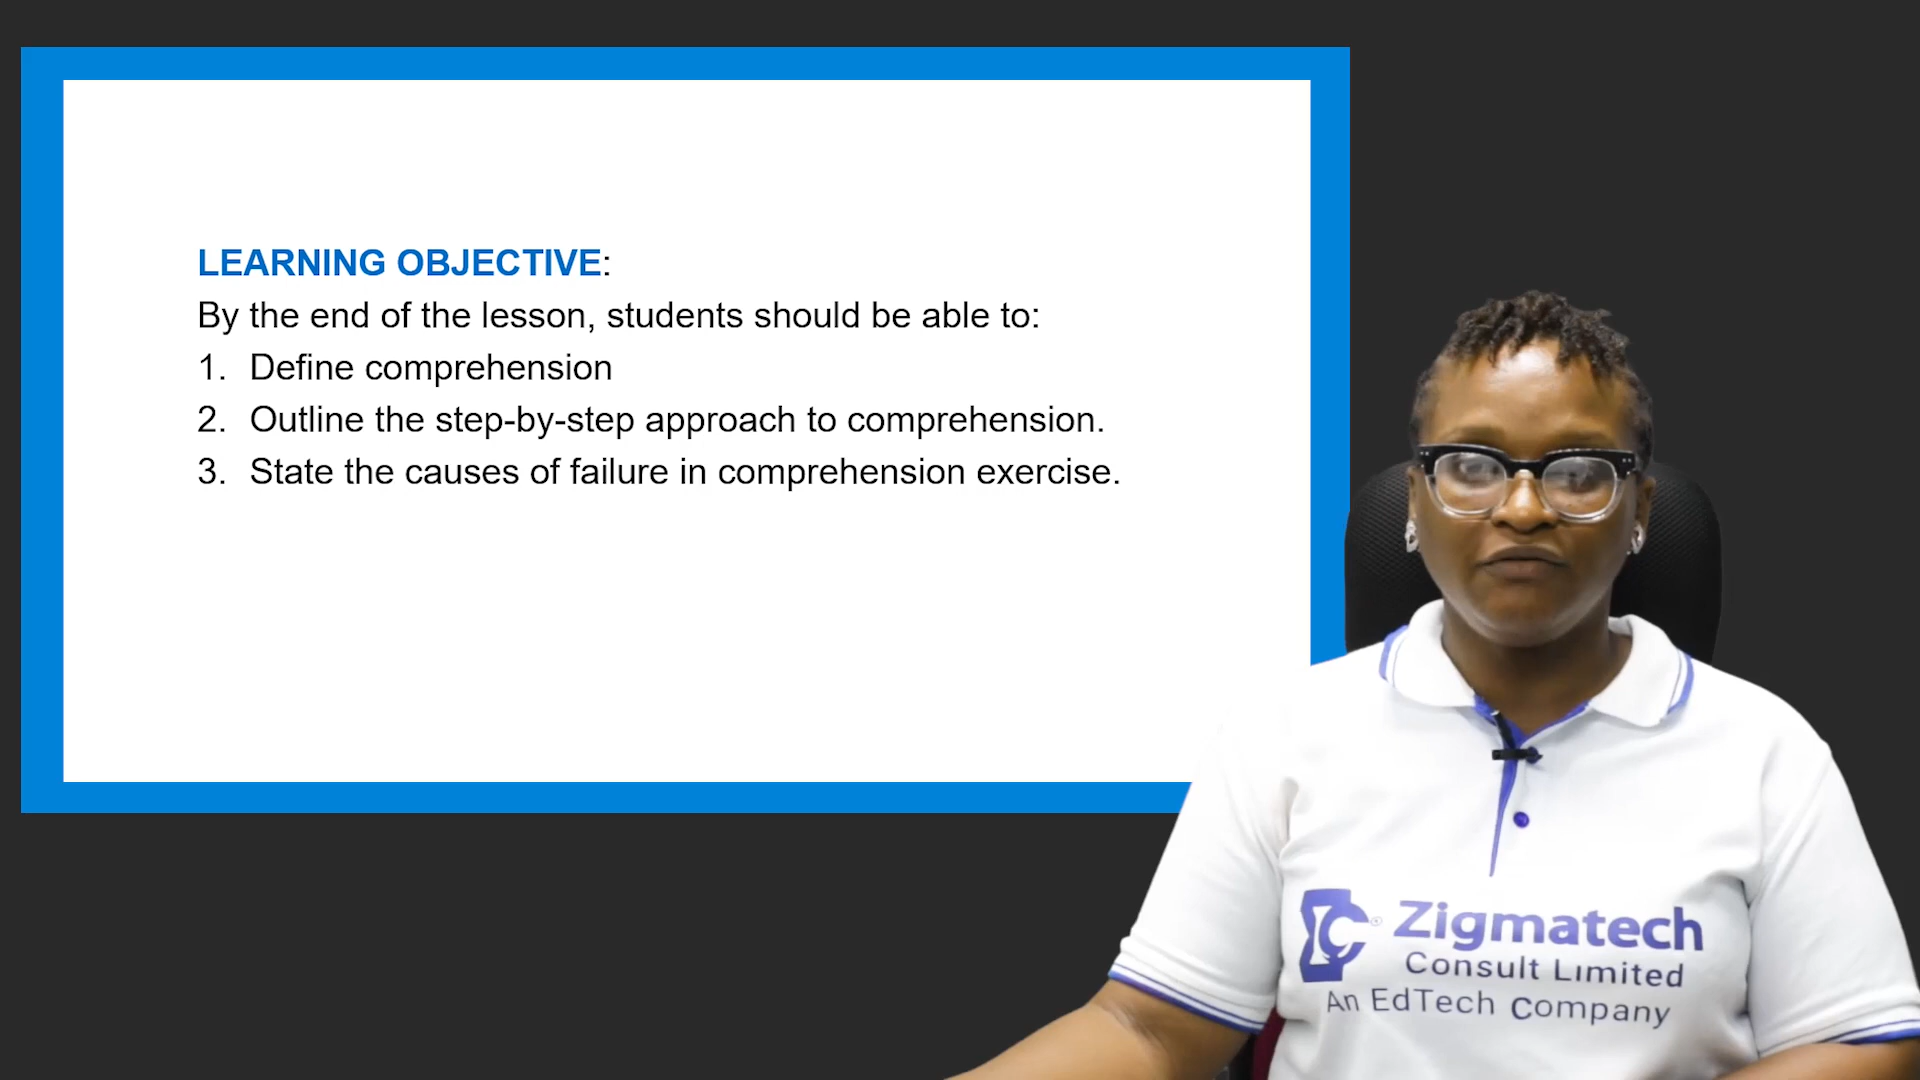 LEARNING OBJECTIVE:
By the end of the lesson, students should be able to:
1. Define comprehension
2. Outline the step-by-step approach to comprehension.
3. State the causes of failure in comprehension exercise.
Zigmatech
Consult Limited
An EdTech Company